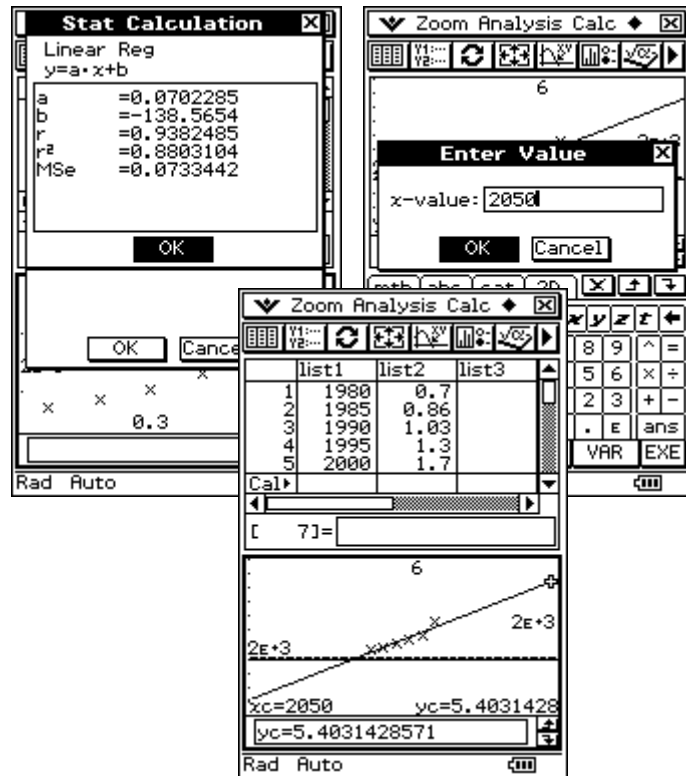 Stat Calculation
Linear Reg
y=a·x+b
a =0.0702285
b =-138.5654
r =0.9382485
r² =0.8803104
MSe =0.0733442
OK
OK Cance
0.3
Rad Auto
Zoom Analysis Calc
6
Enter Value
x-value: 2050
OK Cancel
x y z t
8 9 ^ =
5 6 × ÷
2 3 + −
. E ans
VAR EXE
Zoom Analysis Calc
list1 list2 list3
1 1980 0.7
2 1985 0.86
3 1990 1.03
4 1995 1.3
5 2000 1.7
Cal
[ 7]=
6
2E+3
2E+3
xc=2050 yc=5.4031428
yc=5.4031428571
Rad Auto